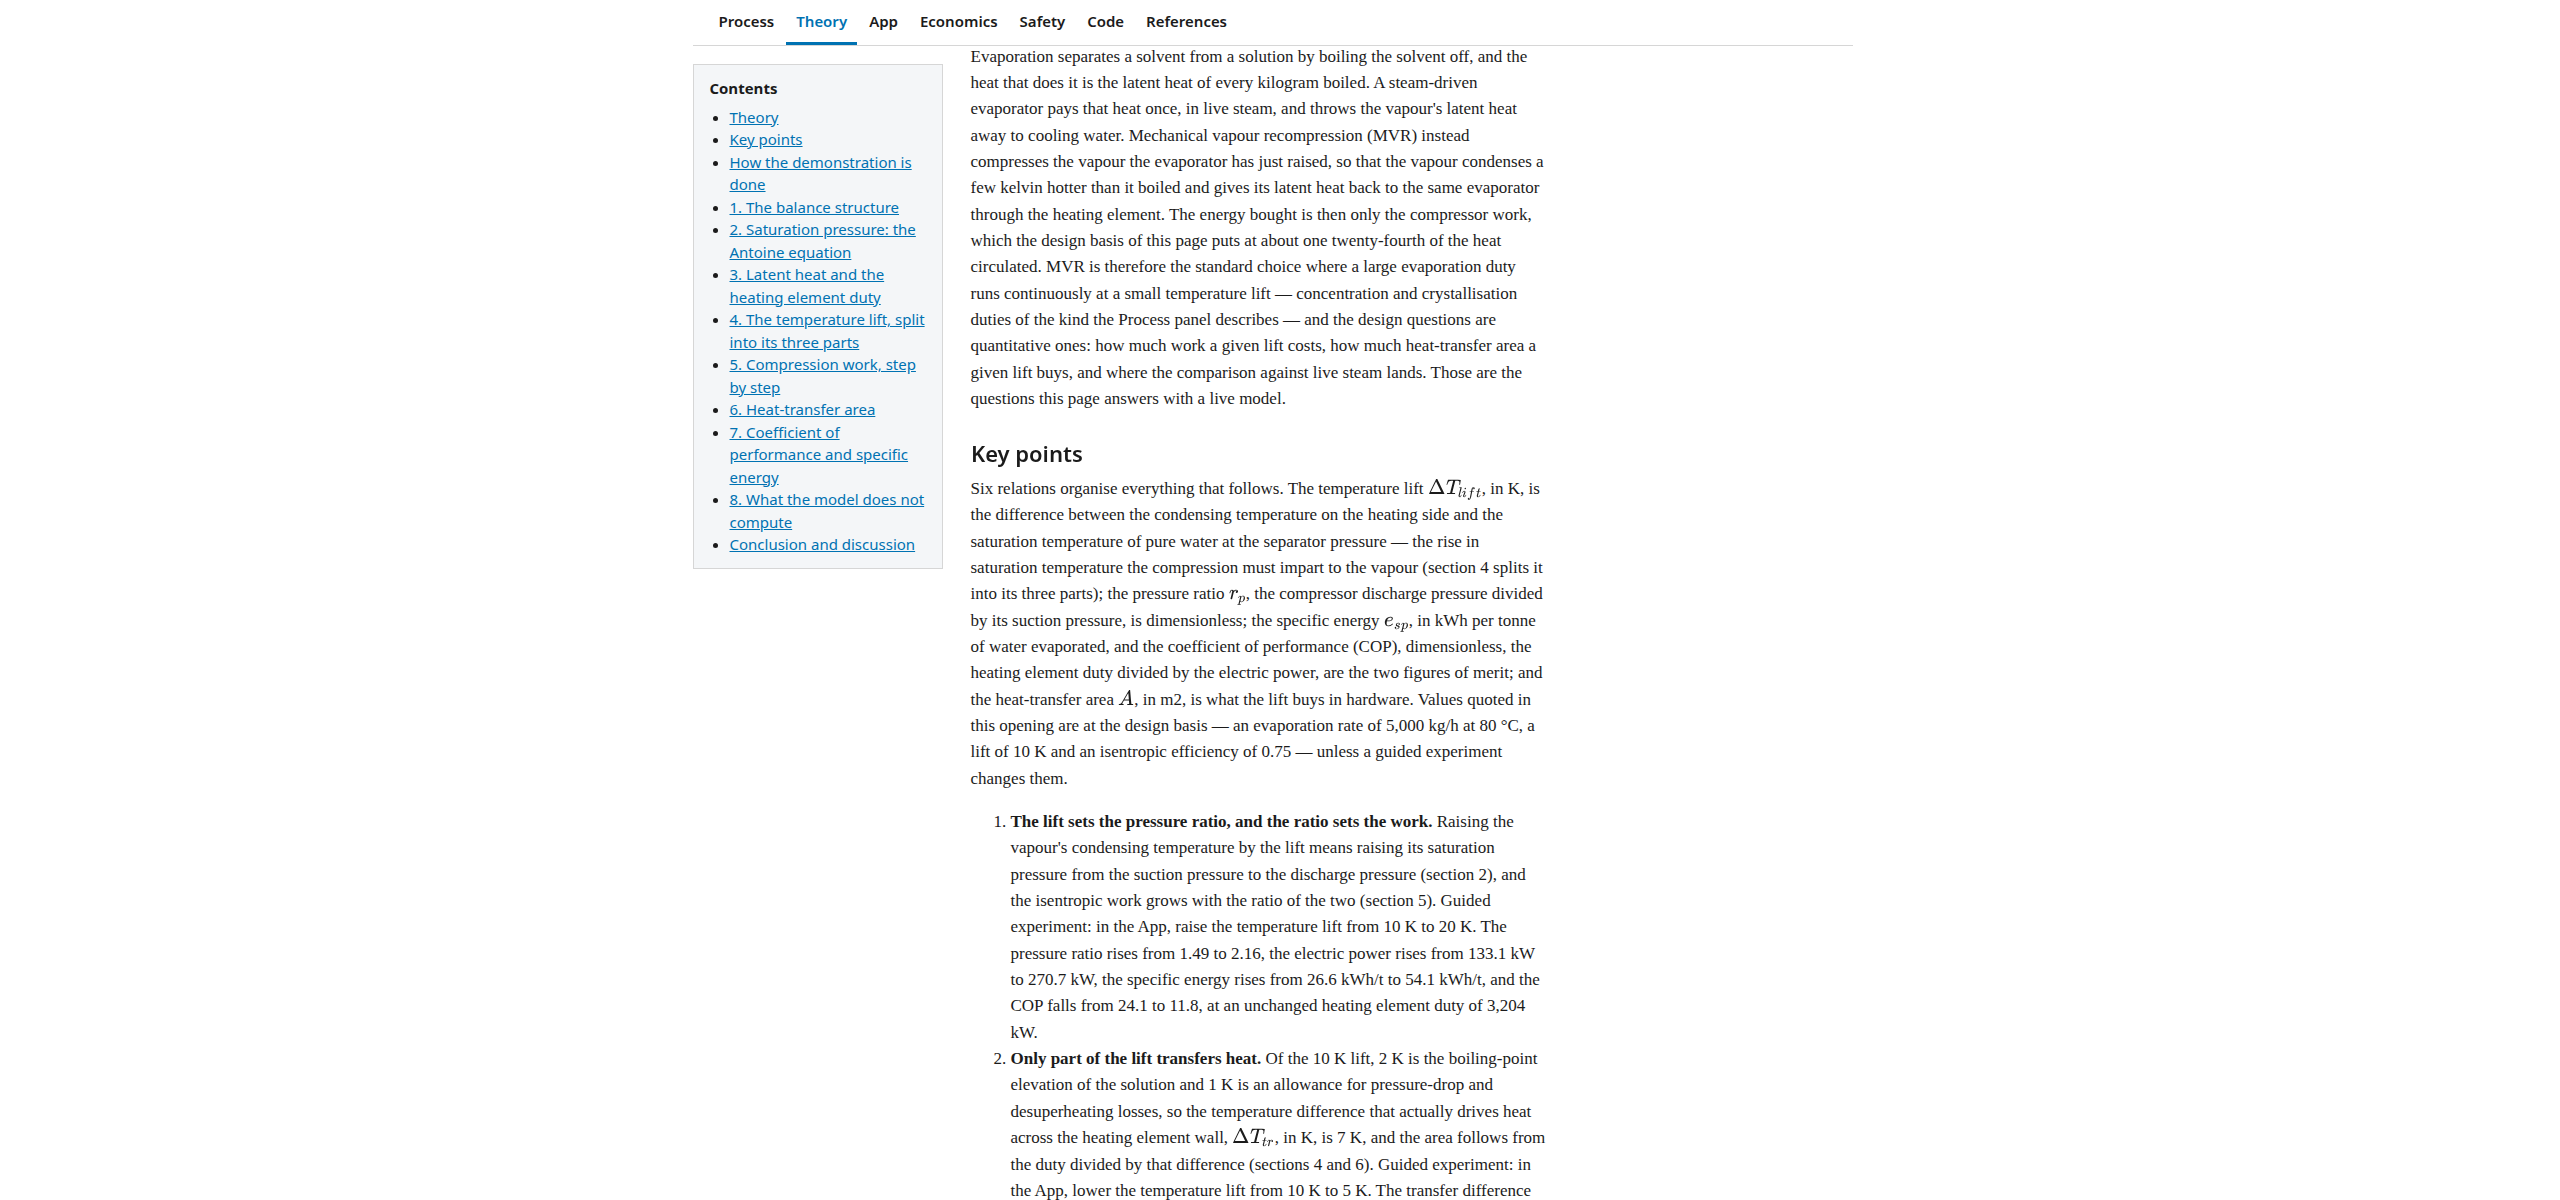 Process Theory App Economics Safety Code References
Contents
Theory
Key points
How the demonstration is
done
1. The balance structure
2. Saturation pressure: the
Antoine equation
3. Latent heat and the
heating element duty
4. The temperature lift, split
into its three parts
5. Compression work, step
by step
6. Heat-transfer area
7. Coefficient of
performance and specific
energy
8. What the model does not
compute
Conclusion and discussion
Evaporation separates a solvent from a solution by boiling the solvent off, and the
heat that does it is the latent heat of every kilogram boiled. A steam-driven
evaporator pays that heat once, in live steam, and throws the vapour's latent heat
away to cooling water. Mechanical vapour recompression (MVR) instead
compresses the vapour the evaporator has just raised, so that the vapour condenses a
few kelvin hotter than it boiled and gives its latent heat back to the same evaporator
through the heating element. The energy bought is then only the compressor work,
which the design basis of this page puts at about one twenty-fourth of the heat
circulated. MVR is therefore the standard choice where a large evaporation duty
runs continuously at a small temperature lift — concentration and crystallisation
duties of the kind the Process panel describes — and the design questions are
quantitative ones: how much work a given lift costs, how much heat-transfer area a
given lift buys, and where the comparison against live steam lands. Those are the
questions this page answers with a live model.
Key points
Six relations organise everything that follows. The temperature lift ΔT_lift, in K, is
the difference between the condensing temperature on the heating side and the
saturation temperature of pure water at the separator pressure — the rise in
saturation temperature the compression must impart to the vapour (section 4 splits it
into its three parts); the pressure ratio r_p, the compressor discharge pressure divided
by its suction pressure, is dimensionless; the specific energy e_sp, in kWh per tonne
of water evaporated, and the coefficient of performance (COP), dimensionless, the
heating element duty divided by the electric power, are the two figures of merit; and
the heat-transfer area A, in m2, is what the lift buys in hardware. Values quoted in
this opening are at the design basis — an evaporation rate of 5,000 kg/h at 80 °C, a
lift of 10 K and an isentropic efficiency of 0.75 — unless a guided experiment
changes them.
1. The lift sets the pressure ratio, and the ratio sets the work. Raising the
vapour's condensing temperature by the lift means raising its saturation
pressure from the suction pressure to the discharge pressure (section 2), and
the isentropic work grows with the ratio of the two (section 5). Guided
experiment: in the App, raise the temperature lift from 10 K to 20 K. The
pressure ratio rises from 1.49 to 2.16, the electric power rises from 133.1 kW
to 270.7 kW, the specific energy rises from 26.6 kWh/t to 54.1 kWh/t, and the
COP falls from 24.1 to 11.8, at an unchanged heating element duty of 3,204
kW.
2. Only part of the lift transfers heat. Of the 10 K lift, 2 K is the boiling-point
elevation of the solution and 1 K is an allowance for pressure-drop and
desuperheating losses, so the temperature difference that actually drives heat
across the heating element wall, ΔT_tr, in K, is 7 K, and the area follows from
the duty divided by that difference (sections 4 and 6). Guided experiment: in
the App, lower the temperature lift from 10 K to 5 K. The transfer difference